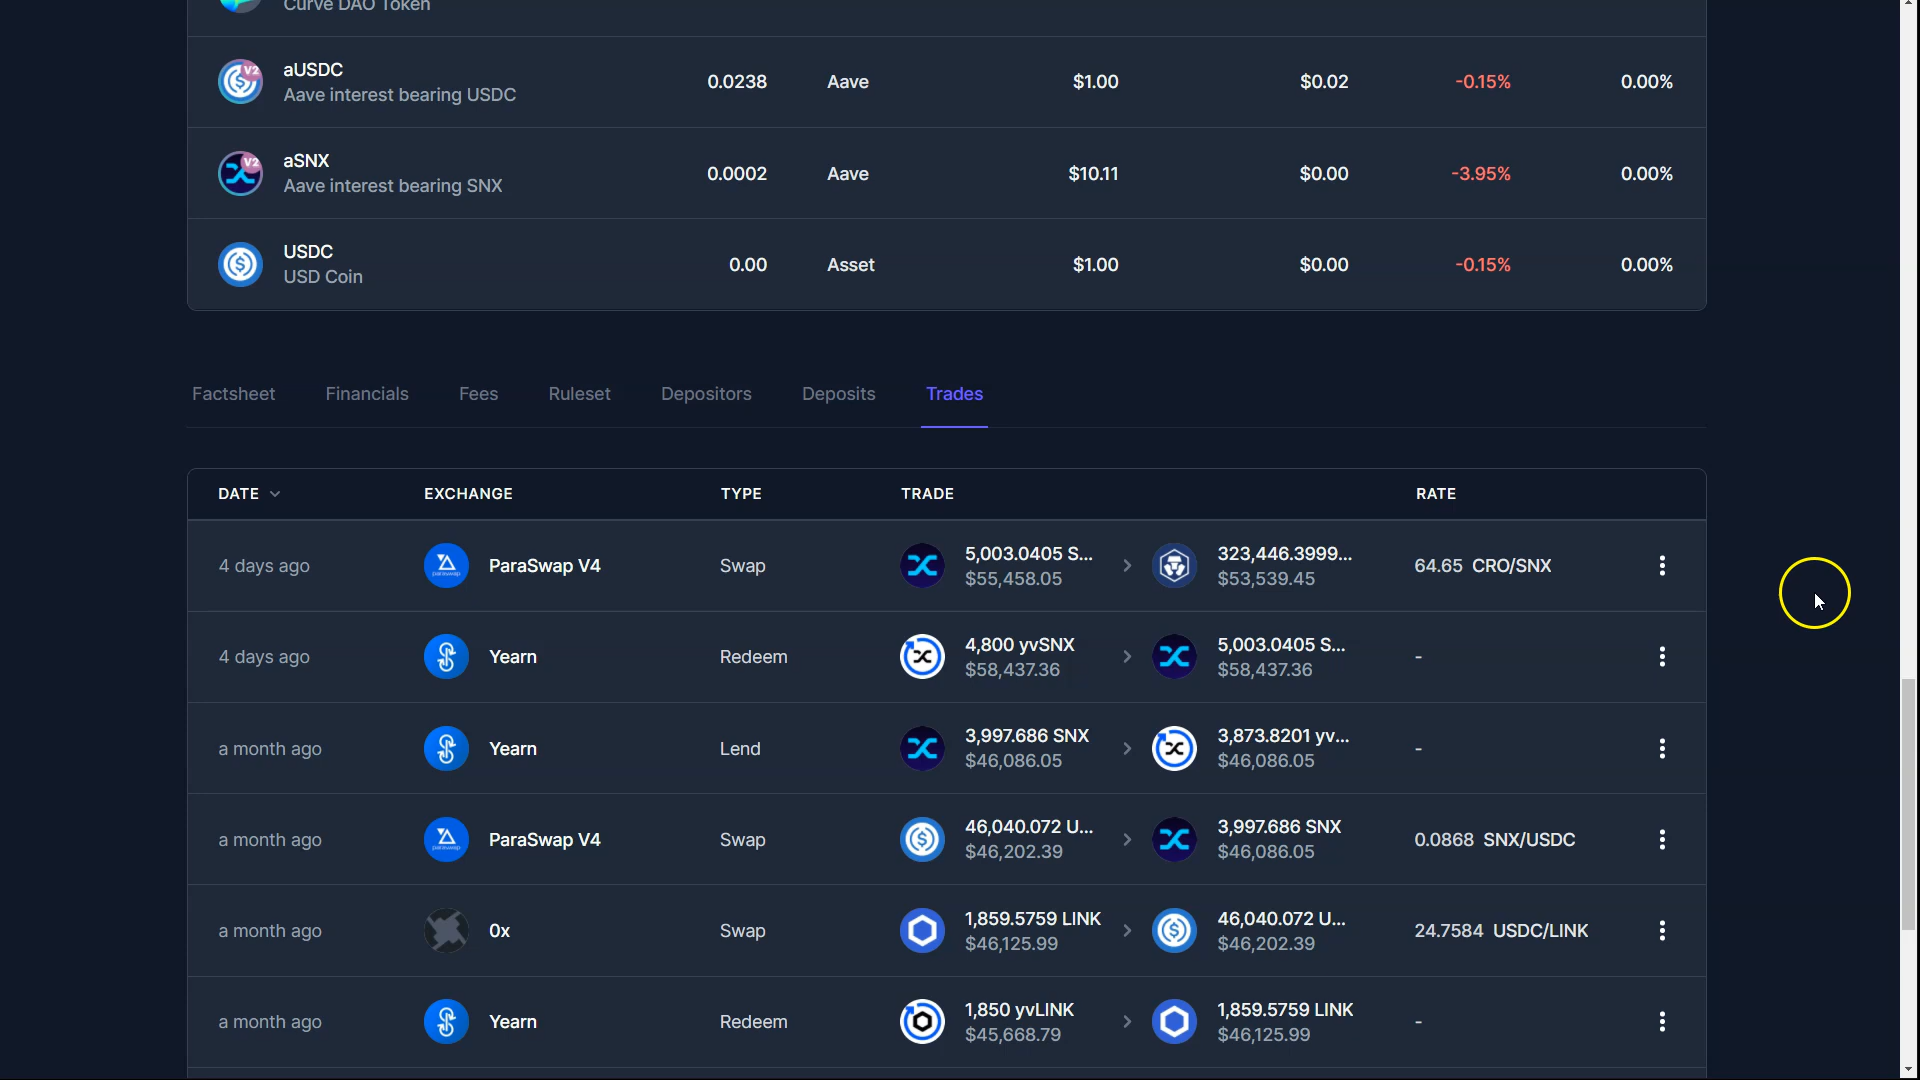 Curve DAO Token
aUSDC
Aave interest bearing USDC
0.0238 Aave $1.00 $0.02 -0.15% 0.00%
aSNX
Aave interest bearing SNX
0.0002 Aave $10.11 $0.00 -3.95% 0.00%
USDC
USD Coin
0.00 Asset $1.00 $0.00 -0.15% 0.00%
Factsheet Financials Fees Ruleset Depositors Deposits Trades
DATE EXCHANGE TYPE TRADE RATE
4 days ago ParaSwap V4 Swap 5,003.0405 S... 323,446.3999... 64.65 CRO/SNX
$55,458.05 $53,539.45
4 days ago Yearn Redeem 4,800 yvSNX 5,003.0405 S... -
$58,437.36 $58,437.36
a month ago Yearn Lend 3,997.686 SNX 3,873.8201 yv... -
$46,086.05 $46,086.05
a month ago ParaSwap V4 Swap 46,040.072 U... 3,997.686 SNX 0.0868 SNX/USDC
$46,202.39 $46,086.05
a month ago 0x Swap 1,859.5759 LINK 46,040.072 U... 24.7584 USDC/LINK
$46,125.99 $46,202.39
a month ago Yearn Redeem 1,850 yvLINK 1,859.5759 LINK -
$45,668.79 $46,125.99